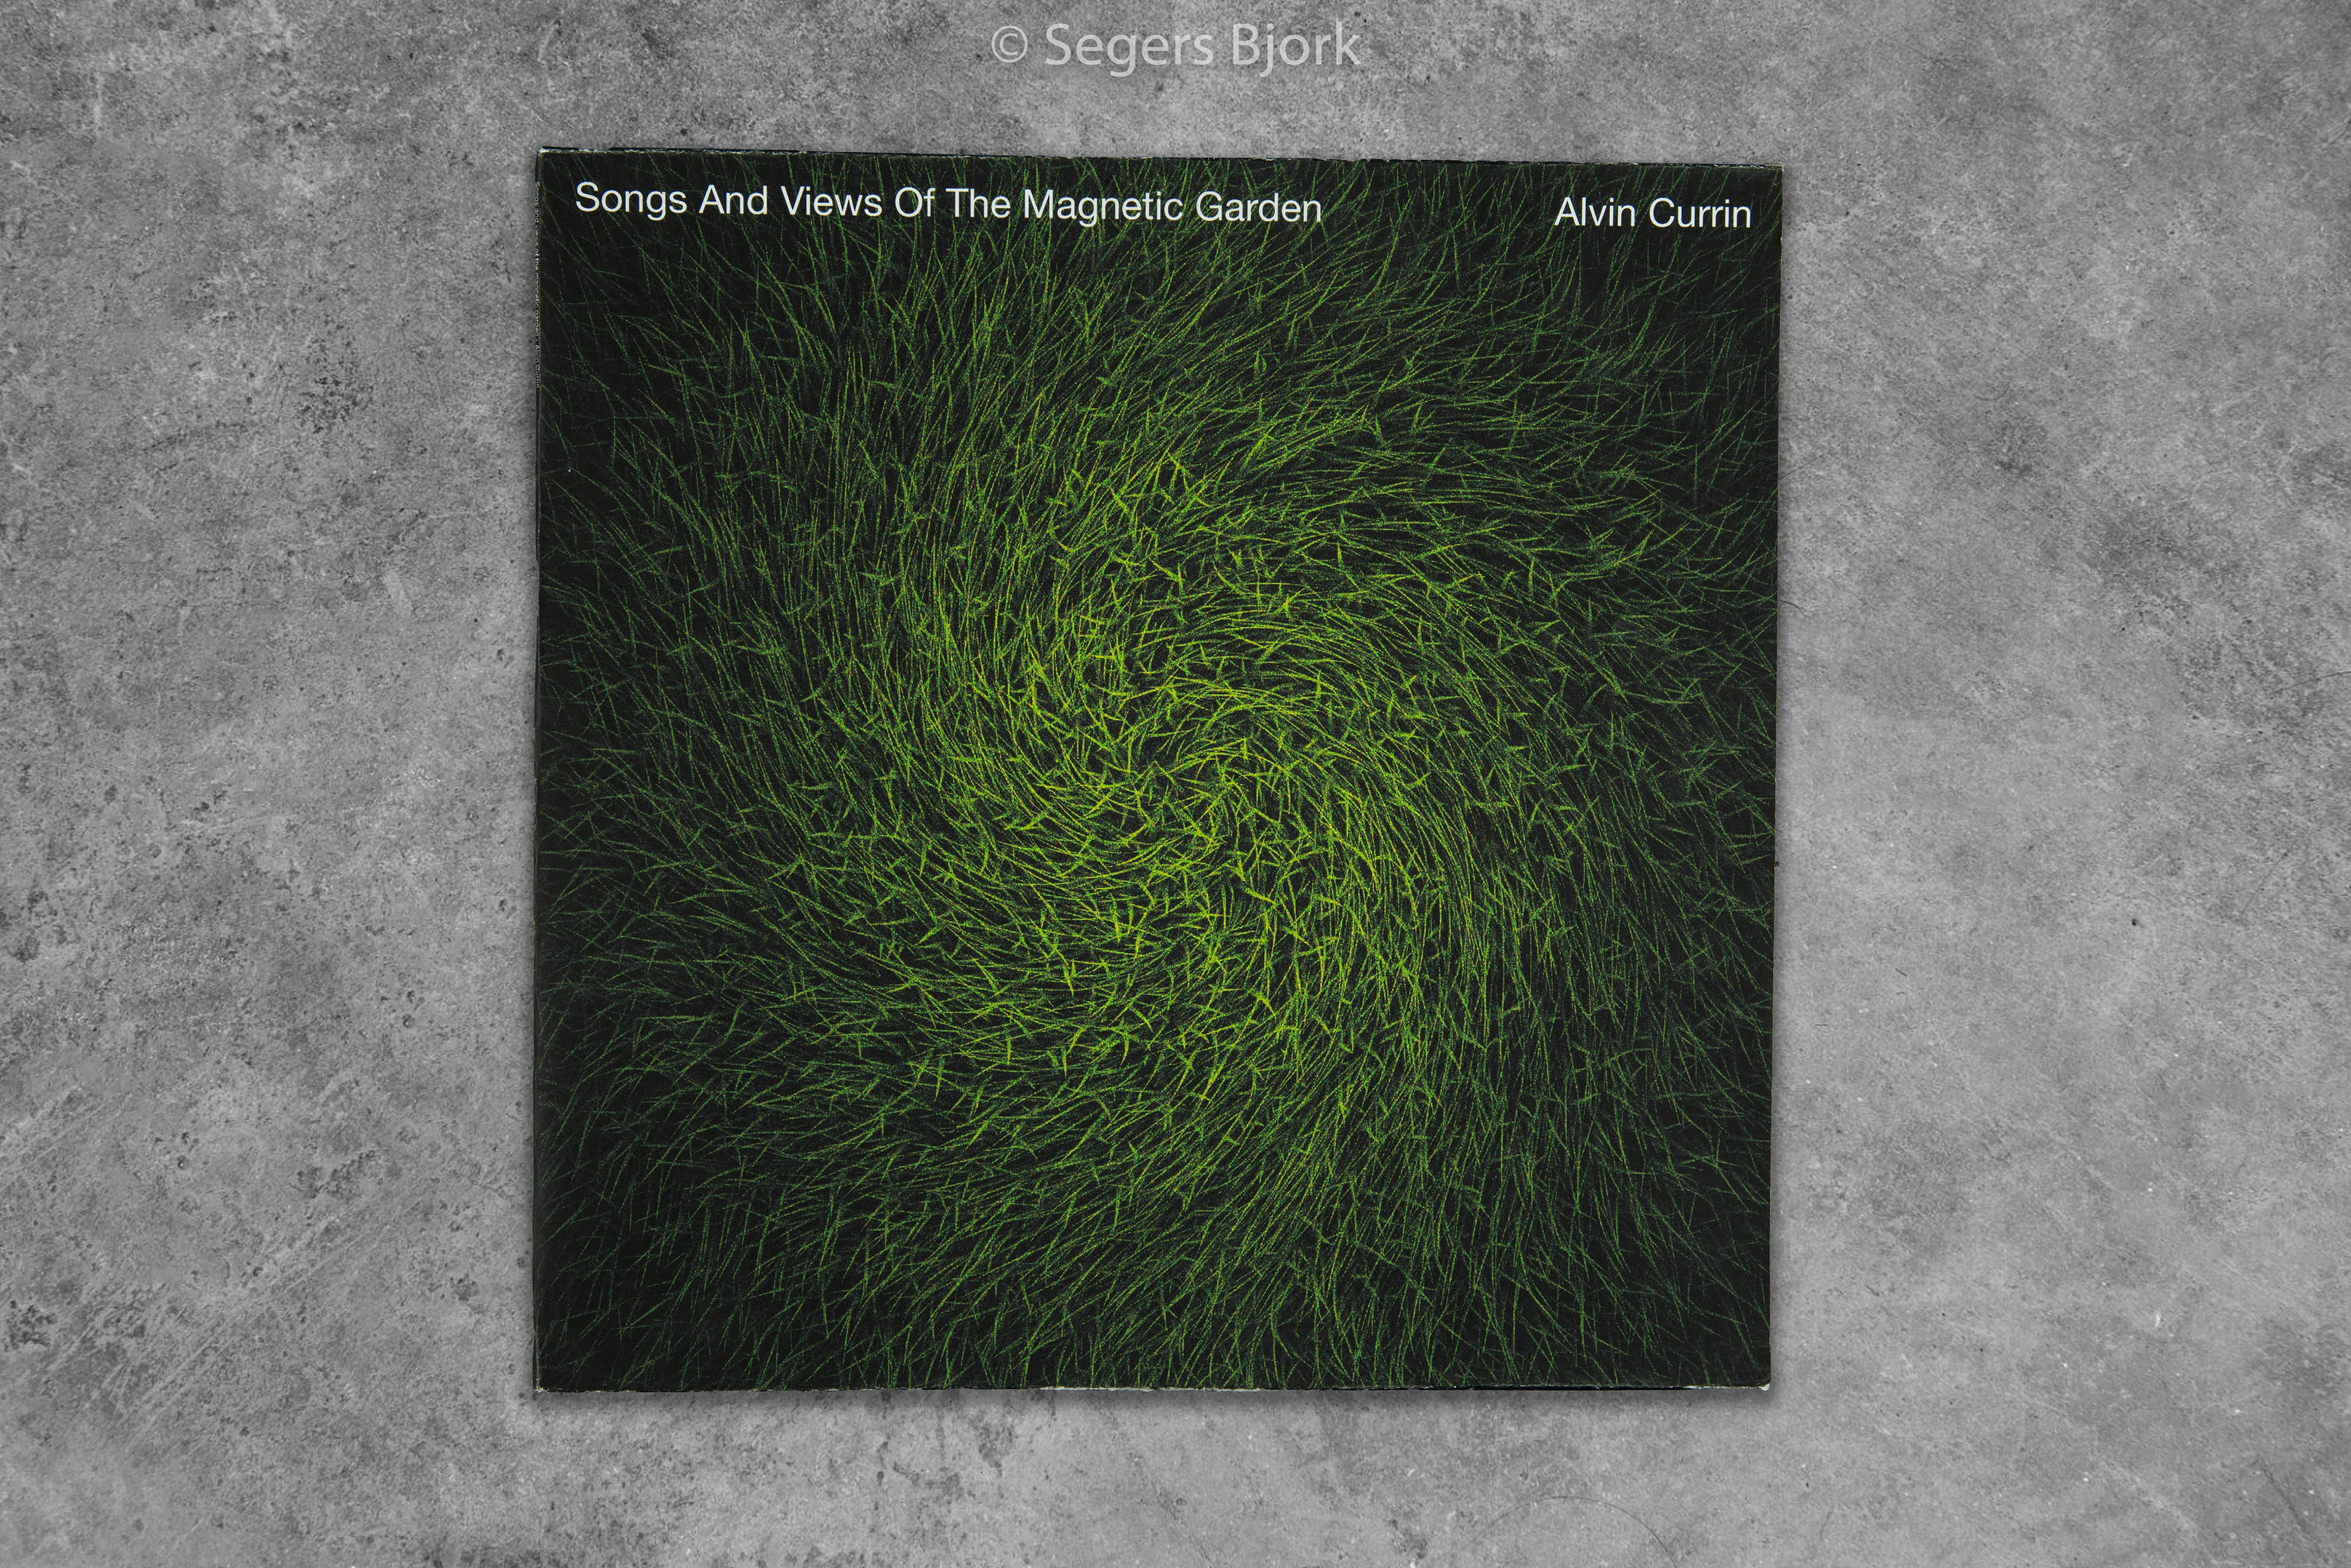 © Segers Bjork
Songs And Views Of The Magnetic Garden
Alvin Currin